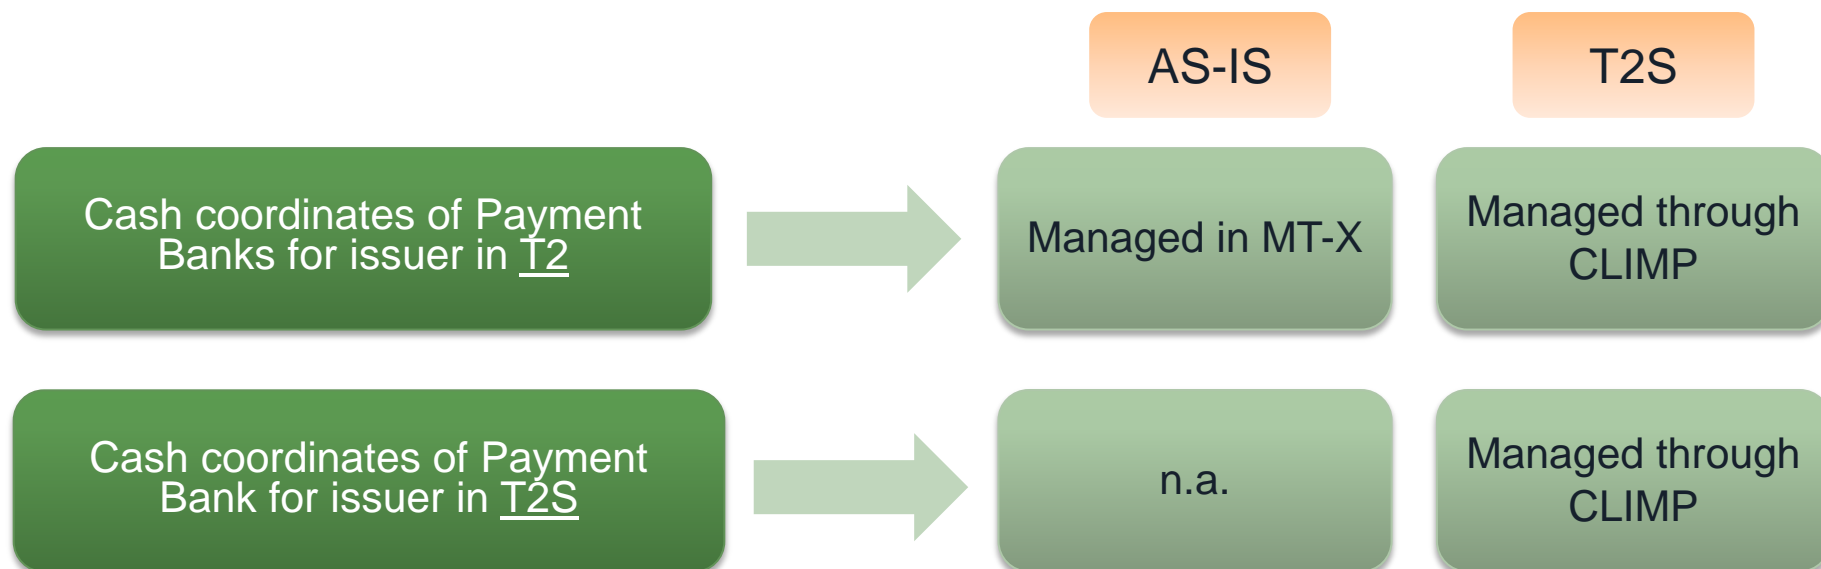 AS-IS
T2S
Cash coordinates of Payment
Banks for issuer in T2
Managed in MT-X
Managed through
CLIMP
Cash coordinates of Payment
Bank for issuer in T2S
n.a.
Managed through
CLIMP